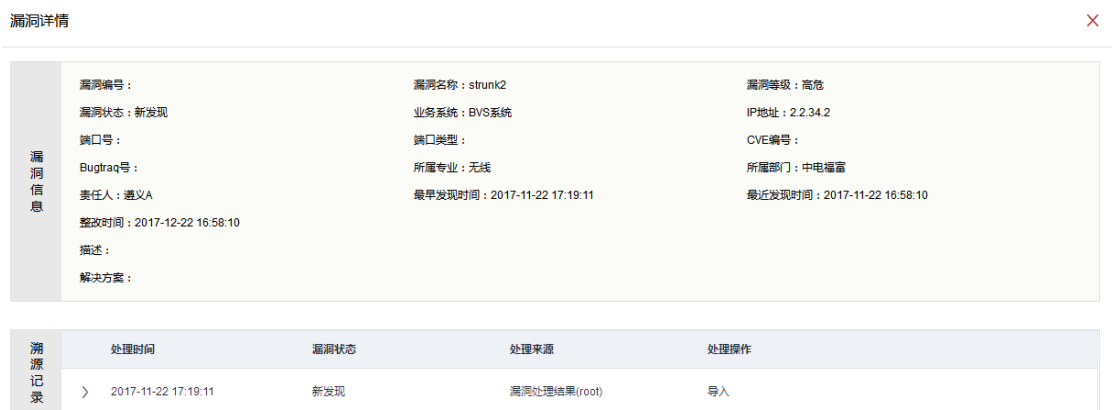 漏洞详情
漏洞信息
漏洞编号： 漏洞名称：strunk2 漏洞等级：高危
漏洞状态：新发现 业务系统：BVS系统 IP地址：2.2.34.2
端口号： 端口类型： CVE编号：
Bugtraq号： 所属专业：无线 所属部门：中电福富
责任人：遵义A 最早发现时间：2017-11-22 17:19:11 最近发现时间：2017-11-22 16:58:10
整改时间：2017-12-22 16:58:10
描述：
解决方案：
溯源记录
处理时间 漏洞状态 处理来源 处理操作
2017-11-22 17:19:11 新发现 漏洞处理结果(root) 导入